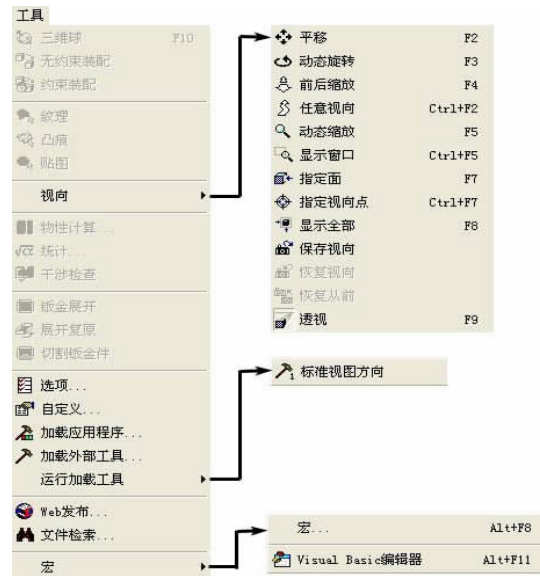 工具
三维球 F10
无约束装配
约束装配
纹理
凸痕
贴图
视向
物性计算...
统计...
干涉检查
钣金展开
展开复原
切割钣金件
选项...
自定义...
加载应用程序...
加载外部工具...
运行加载工具
Web发布...
文件检索...
宏
平移 F2
动态旋转 F3
前后缩放 F4
任意视向 Ctrl+F2
动态缩放 F5
显示窗口 Ctrl+F5
指定面 F7
指定视向点 Ctrl+F7
显示全部 F8
保存视向
恢复视向
恢复从前
透视 F9
标准视图方向
宏... Alt+F8
Visual Basic编辑器 Alt+F11